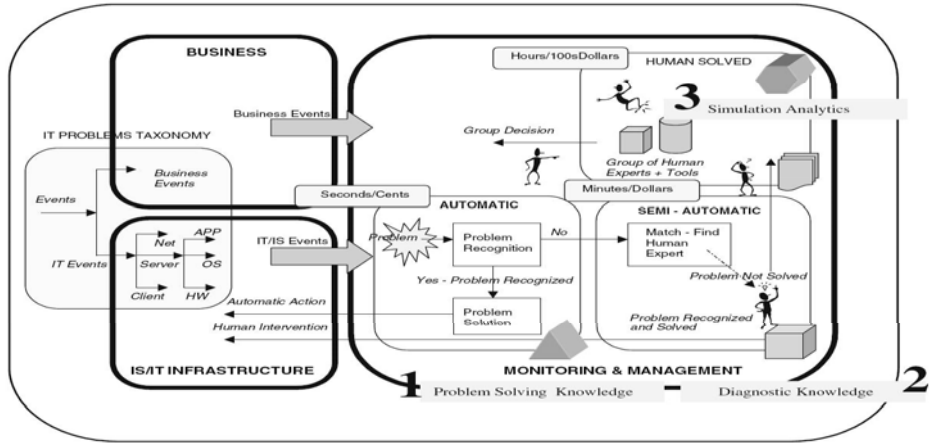 BUSINESS
Hours/100sDollars
HUMAN SOLVED
3
Simulation Analytics
Business Events
IT PROBLEMS TAXONOMY
Group Decision
Group of Human
Experts + Tools
Business
Events
Events
Seconds/Cents
Minutes/Dollars
AUTOMATIC
SEMI - AUTOMATIC
IT/IS Events
Problem
Problem
Recognition
No
Match - Find
Human
Expert
Net
APP
IT Events
Server
OS
Client
HW
Problem Not Solved
Yes - Problem Recognized
Automatic Action
Human Intervention
Problem
Solution
Problem Recognized
and Solved
IS/IT INFRASTRUCTURE
MONITORING & MANAGEMENT
1
Problem Solving Knowledge
Diagnostic Knowledge
2